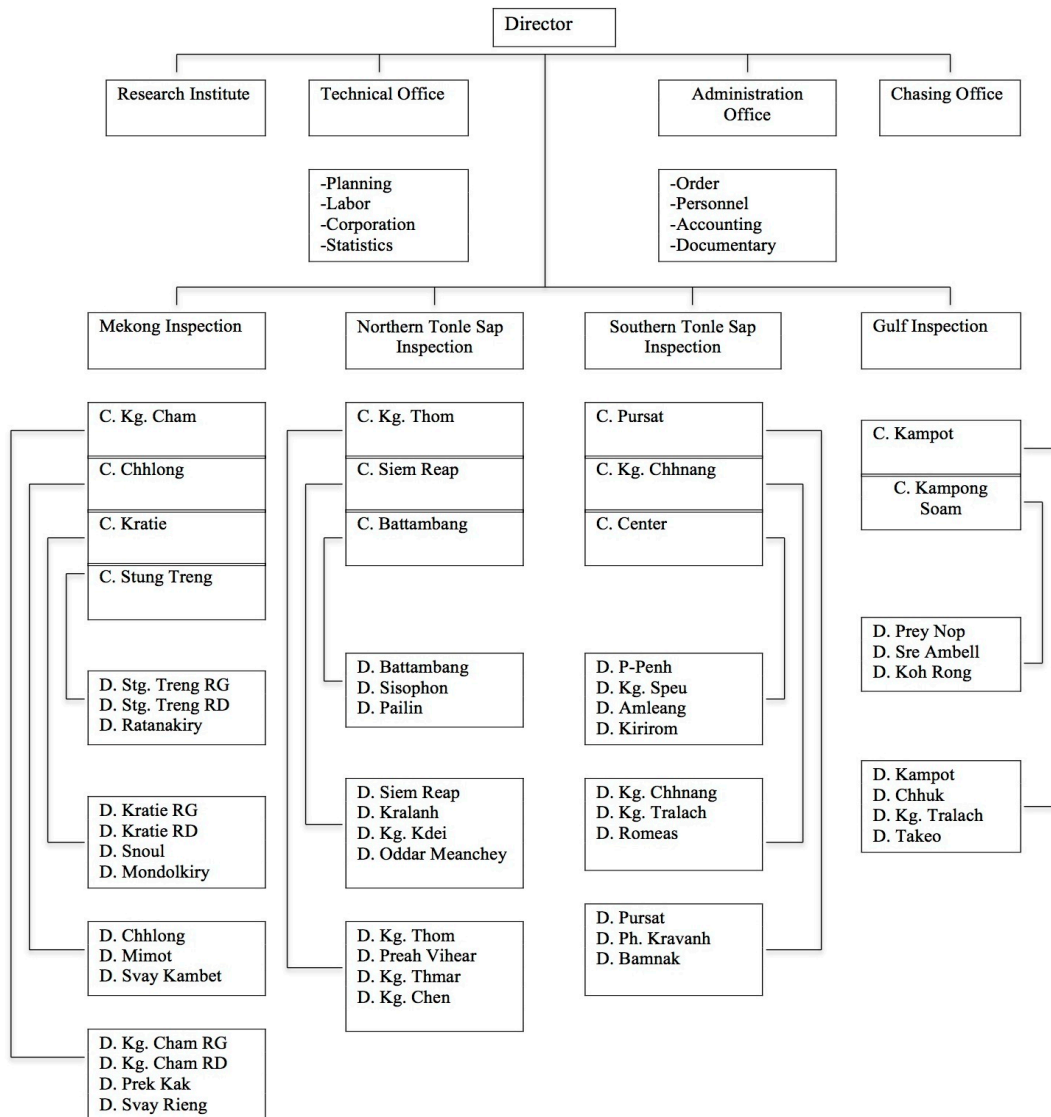 Director
Research Institute
Technical Office
Administration
Office
Chasing Office
-Planning
-Labor
-Corporation
-Statistics
-Order
-Personnel
-Accounting
-Documentary
Mekong Inspection
Northern Tonle Sap
Inspection
Southern Tonle Sap
Inspection
Gulf Inspection
C. Kg. Cham
C. Chhlong
C. Kratie
C. Stung Treng
D. Stg. Treng RG
D. Stg. Treng RD
D. Ratanakiry
D. Kratie RG
D. Kratie RD
D. Snoul
D. Mondolkiry
D. Chhlong
D. Mimot
D. Svay Kambet
D. Kg. Cham RG
D. Kg. Cham RD
D. Prek Kak
D. Svay Rieng
C. Kg. Thom
C. Siem Reap
C. Battambang
D. Battambang
D. Sisophon
D. Pailin
D. Siem Reap
D. Kralanh
D. Kg. Kdei
D. Oddar Meanchey
D. Kg. Thom
D. Preah Vihear
D. Kg. Thmar
D. Kg. Chen
C. Pursat
C. Kg. Chhnang
C. Center
D. P-Penh
D. Kg. Speu
D. Amleang
D. Kirirom
D. Kg. Chhnang
D. Kg. Tralach
D. Romeas
D. Pursat
D. Ph. Kravanh
D. Bamnak
C. Kampot
C. Kampong
Soam
D. Prey Nop
D. Sre Ambell
D. Koh Rong
D. Kampot
D. Chhuk
D. Kg. Tralach
D. Takeo